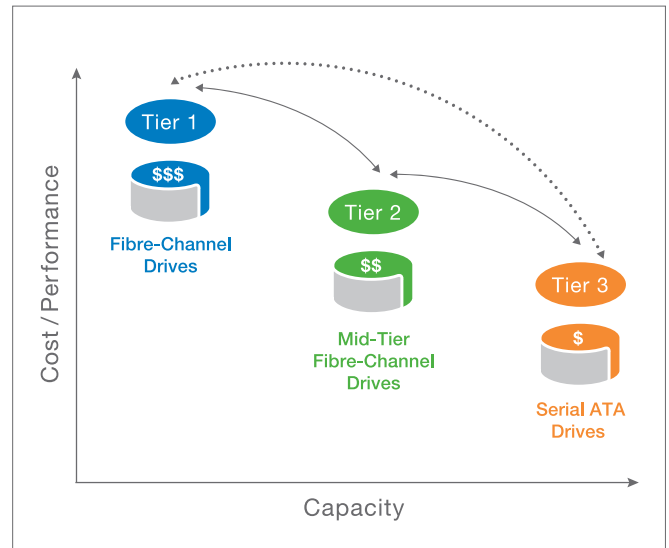 Tier 1
$$$
Fibre-Channel
Drives
Tier 2
$$
Mid-Tier
Fibre-Channel
Drives
Tier 3
$
Serial ATA
Drives
Cost/Performance
Capacity